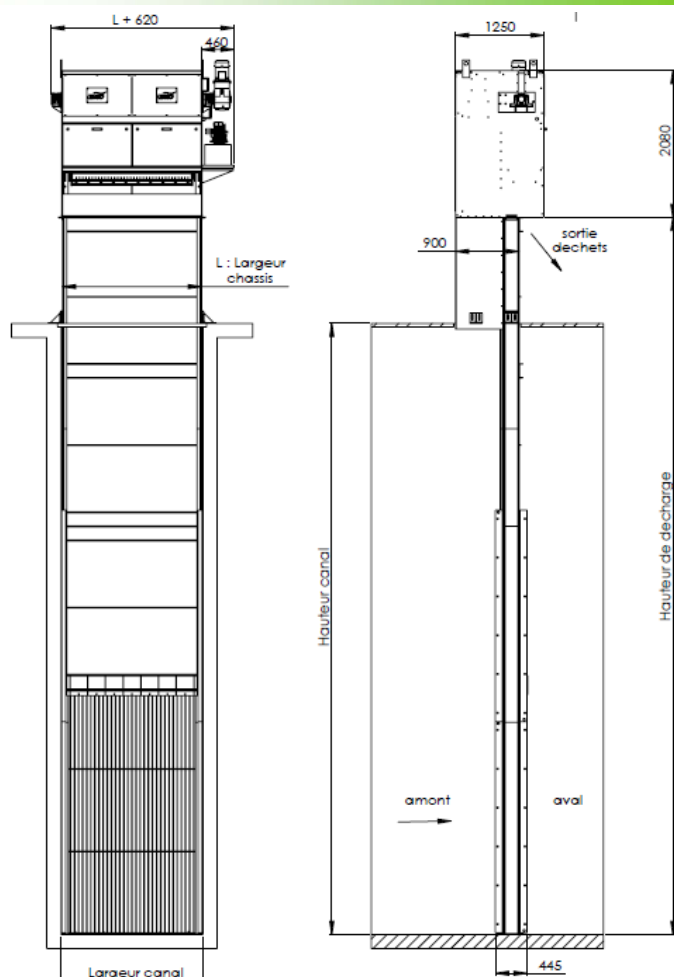 L + 620
460
1250
2080
900
sortie
dechets
L : Largeur
chassis
Hauteur canal
Hauteur de decharge
amont
aval
445
Largeur canal